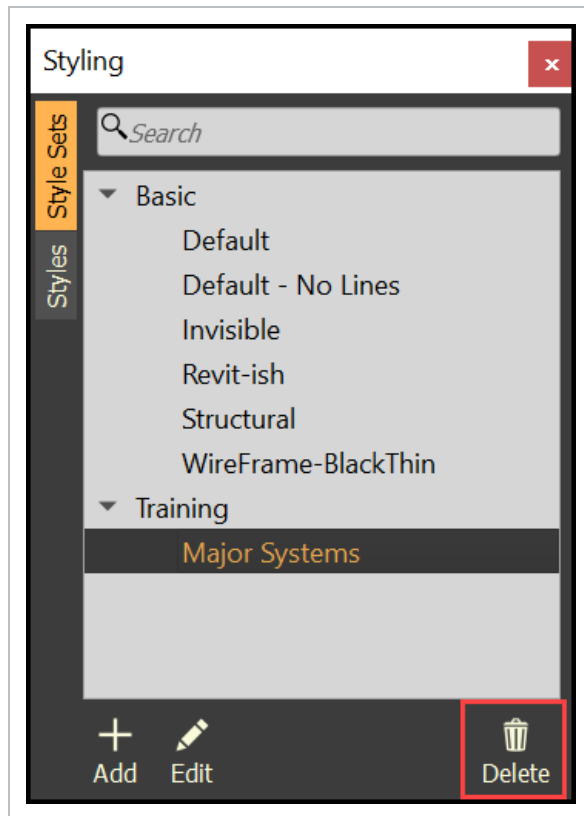 Styling
x
Style Sets
Styles
Search
Basic
Default
Default - No Lines
Invisible
Revit-ish
Structural
WireFrame-BlackThin
Training
Major Systems
Add Edit Delete